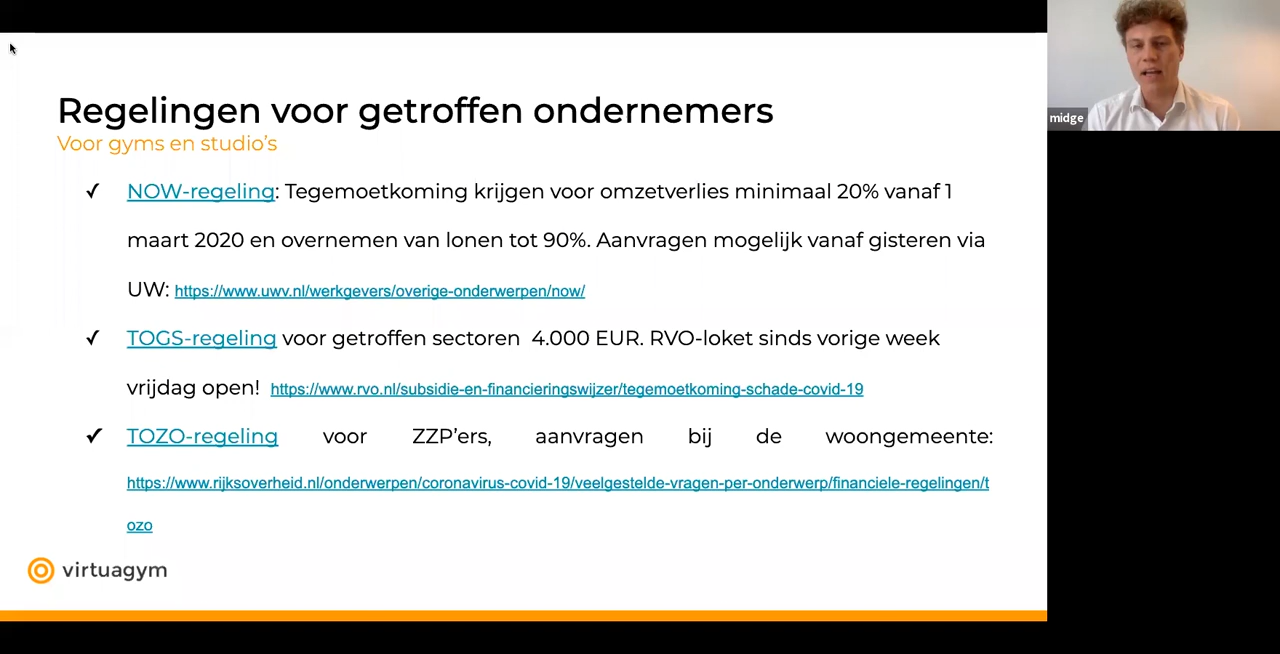 Regelingen voor getroffen ondernemers
Voor gyms en studio's
✓ NOW-regeling: Tegemoetkoming krijgen voor omzetverlies minimaal 20% vanaf 1
maart 2020 en overnemen van lonen tot 90%. Aanvragen mogelijk vanaf gisteren via
UW: https://www.uwv.nl/werkgevers/overige-onderwerpen/now/
✓ TOGS-regeling voor getroffen sectoren 4.000 EUR. RVO-loket sinds vorige week
vrijdag open! https://www.rvo.nl/subsidie-en-financieringswijzer/tegemoetkoming-schade-covid-19
✓ TOZO-regeling voor ZZP'ers, aanvragen bij de woongemeente:
https://www.rijksoverheid.nl/onderwerpen/coronavirus-covid-19/veelgestelde-vragen-per-onderwerp/financiele-regelingen/t
ozo
virtuagym
midge